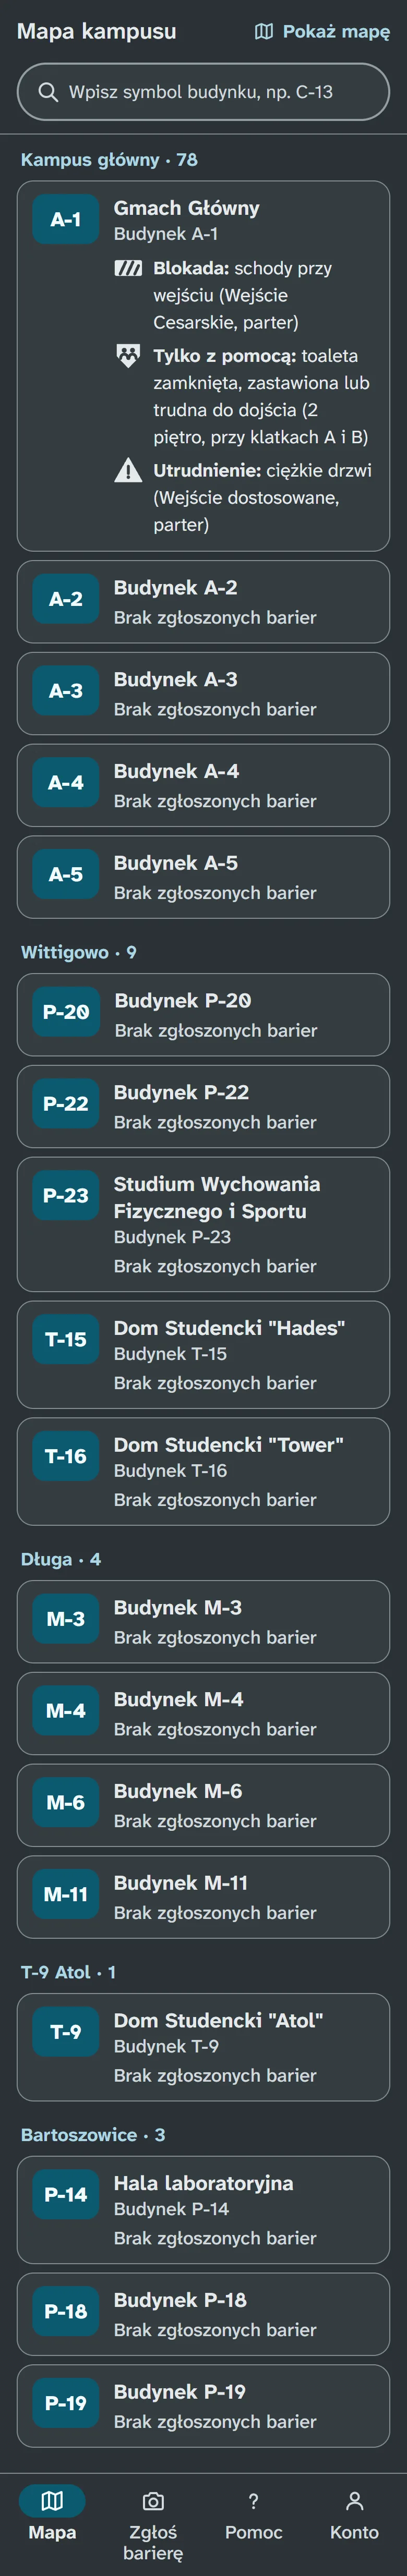 Mapa kampusu
Pokaż mapę
Wpisz symbol budynku, np. C-13
Kampus główny · 78
A-1
Gmach Główny
Budynek A-1
Blokada: schody przy
wejściu (Wejście
Cesarskie, parter)
Tylko z pomocą: toaleta
zamknięta, zastawiona lub
trudna do dojścia (2
piętro, przy klatkach A i B)
Utrudnienie: ciężkie drzwi
(Wejście dostosowane,
parter)
A-2
Budynek A-2
Brak zgłoszonych barier
A-3
Budynek A-3
Brak zgłoszonych barier
A-4
Budynek A-4
Brak zgłoszonych barier
A-5
Budynek A-5
Brak zgłoszonych barier
Wittigowo · 9
P-20
Budynek P-20
Brak zgłoszonych barier
P-22
Budynek P-22
Brak zgłoszonych barier
P-23
Studium Wychowania
Fizycznego i Sportu
Budynek P-23
Brak zgłoszonych barier
T-15
Dom Studencki "Hades"
Budynek T-15
Brak zgłoszonych barier
T-16
Dom Studencki "Tower"
Budynek T-16
Brak zgłoszonych barier
Długa · 4
M-3
Budynek M-3
Brak zgłoszonych barier
M-4
Budynek M-4
Brak zgłoszonych barier
M-6
Budynek M-6
Brak zgłoszonych barier
M-11
Budynek M-11
Brak zgłoszonych barier
T-9 Atol · 1
T-9
Dom Studencki "Atol"
Budynek T-9
Brak zgłoszonych barier
Bartoszowice · 3
P-14
Hala laboratoryjna
Budynek P-14
Brak zgłoszonych barier
P-18
Budynek P-18
Brak zgłoszonych barier
P-19
Budynek P-19
Brak zgłoszonych barier
Mapa
Zgłoś
barierę
Pomoc
Konto